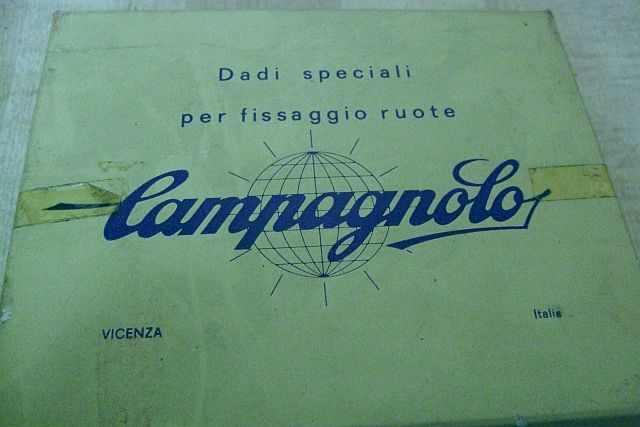 Dadi speciali
per fissaggio ruote
Campagnolo
VICENZA
Italia